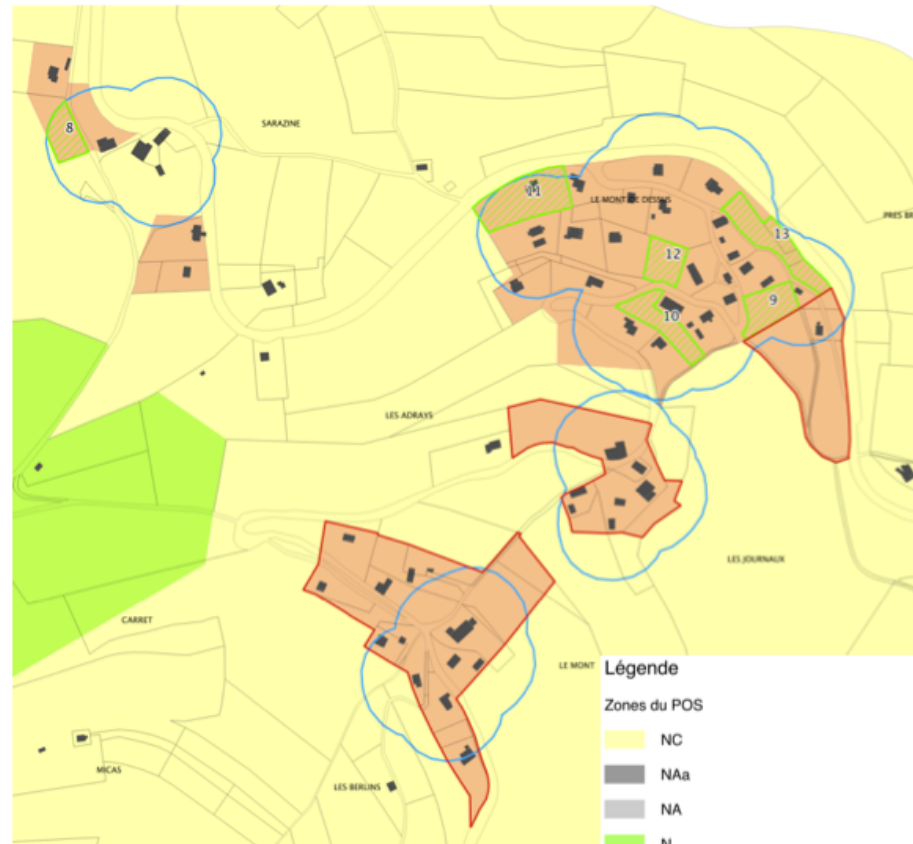 8
SARAZINE
11
LE MONT DE DESSUS
PRES BR
13
12
9
10
LES ADRAYS
LES JOURNAUX
CARRET
LE MONT
MICAS
LES BERLINS
Légende
Zones du POS
NC
NAa
NA
N